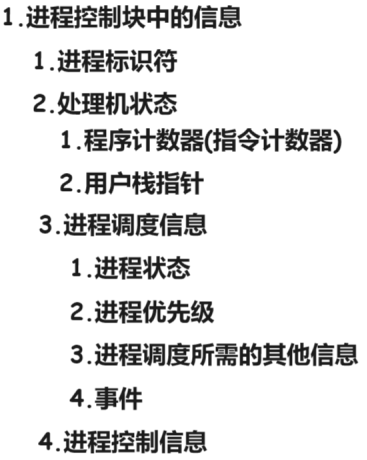 1.进程控制块中的信息
1.进程标识符
2.处理机状态
1.程序计数器(指令计数器)
2.用户栈指针
3.进程调度信息
1.进程状态
2.进程优先级
3.进程调度所需的其他信息
4.事件
4.进程控制信息